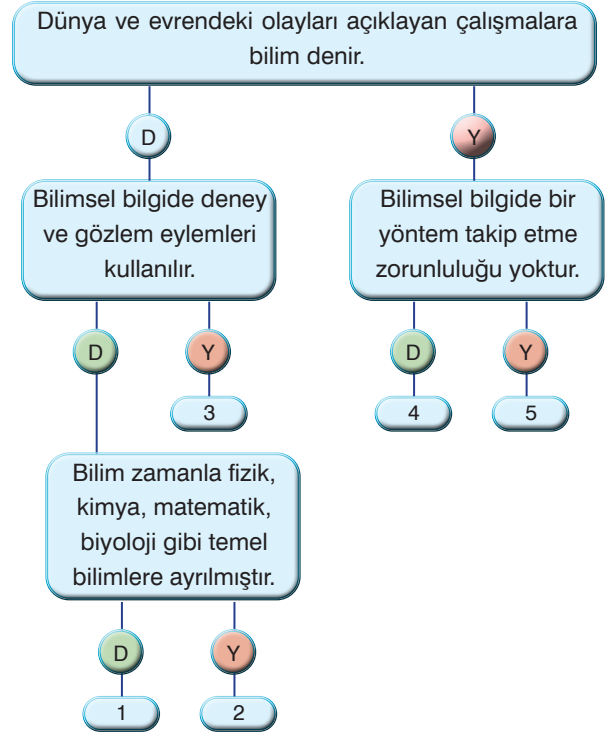 Dünya ve evrendeki olayları açıklayan çalışmalara
bilim denir.
D
Y
Bilimsel bilgide deney
ve gözlem eylemleri
kullanılır.
Bilimsel bilgide bir
yöntem takip etme
zorunluluğu yoktur.
D
Y
D
Y
3
4
5
Bilim zamanla fizik,
kimya, matematik,
biyoloji gibi temel
bilimlere ayrılmıştır.
D
Y
1
2